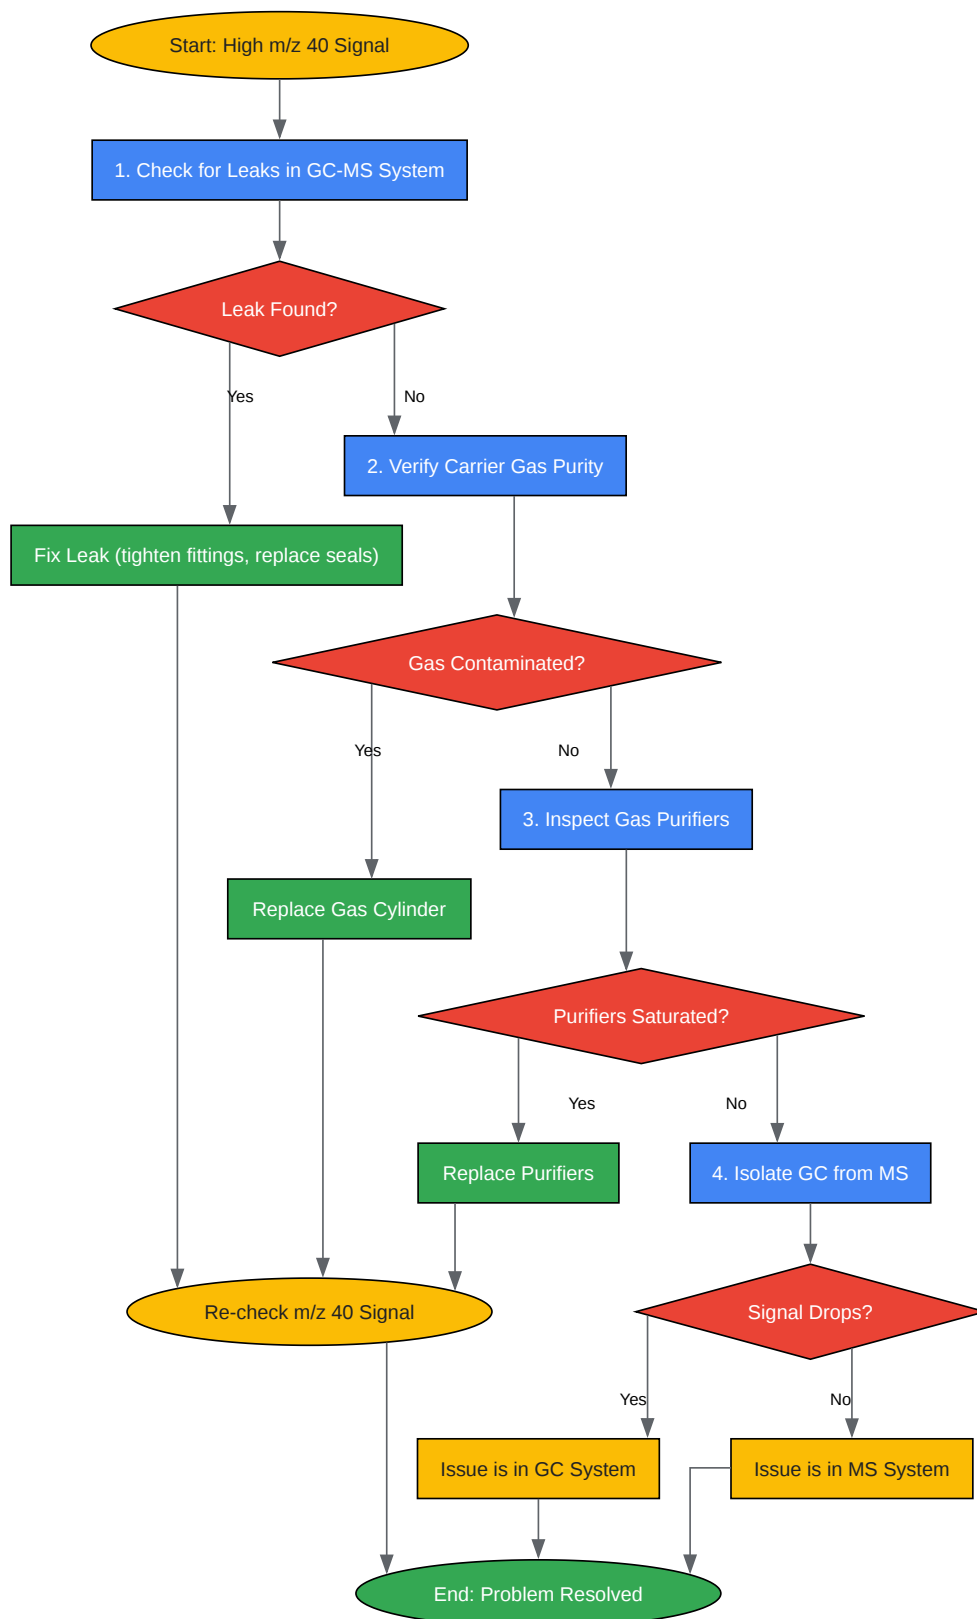 Start: High m/z 40 Signal
1. Check for Leaks in GC-MS System
Leak Found?
Yes
No
2. Verify Carrier Gas Purity
Fix Leak (tighten fittings, replace seals)
Gas Contaminated?
Yes
No
3. Inspect Gas Purifiers
Replace Gas Cylinder
Purifiers Saturated?
Yes
No
Replace Purifiers
4. Isolate GC from MS
Re-check m/z 40 Signal
Signal Drops?
Yes
No
Issue is in GC System
Issue is in MS System
End: Problem Resolved